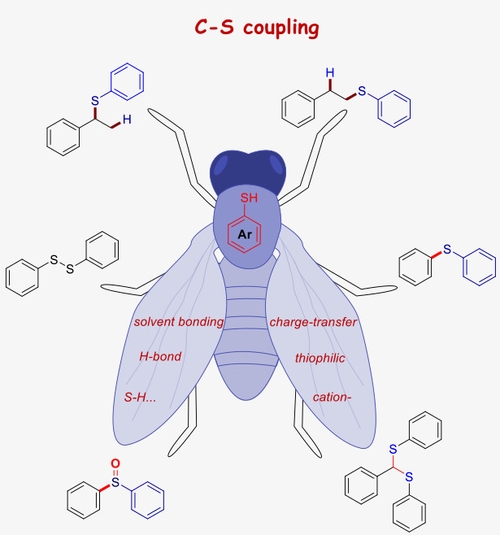 C-S coupling
S
H
H
S
SH
Ar
S
S
S
solvent bonding
charge-transfer
H-bond
thiophilic
S-H...
cation-
O
S
S
S